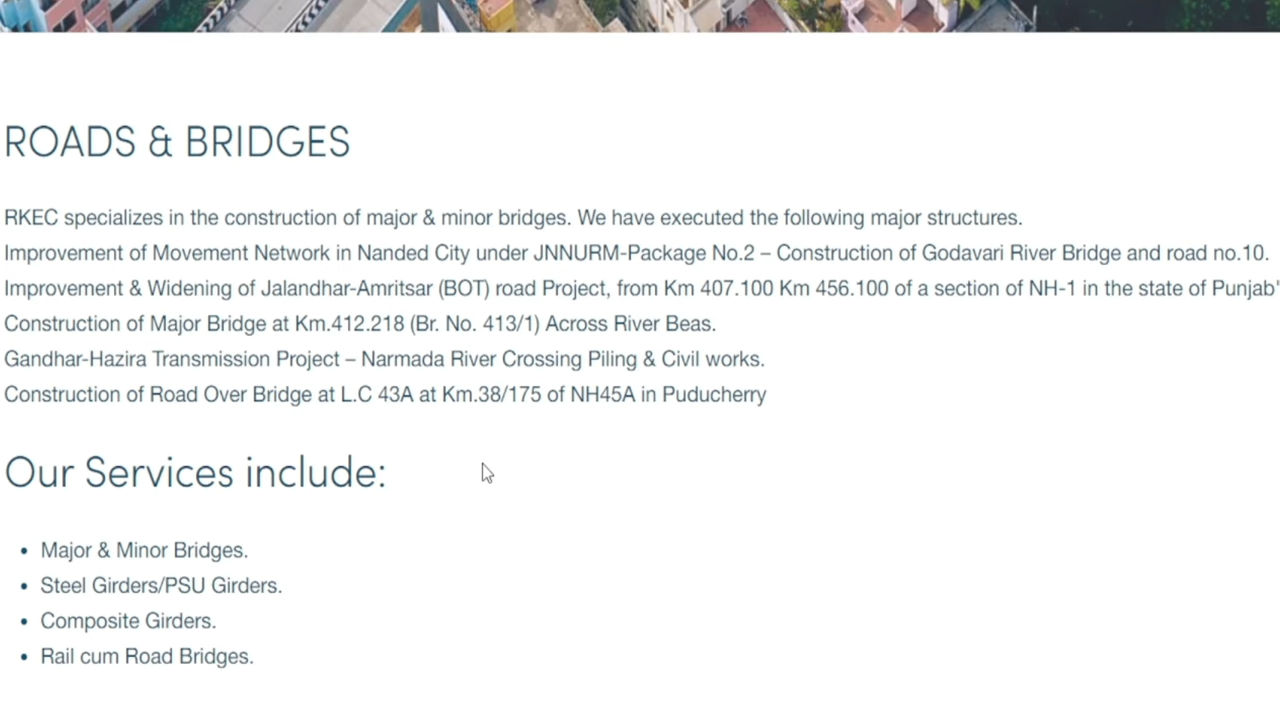 ROADS & BRIDGES
RKEC specializes in the construction of major & minor bridges. We have executed the following major structures.
Improvement of Movement Network in Nanded City under JNNURM-Package No.2 – Construction of Godavari River Bridge and road no.10.
Improvement & Widening of Jalandhar-Amritsar (BOT) road Project, from Km 407.100 Km 456.100 of a section of NH-1 in the state of Punjab"
Construction of Major Bridge at Km.412.218 (Br. No. 413/1) Across River Beas.
Gandhar-Hazira Transmission Project – Narmada River Crossing Piling & Civil works.
Construction of Road Over Bridge at L.C 43A at Km.38/175 of NH45A in Puducherry
Our Services include:
• Major & Minor Bridges.
• Steel Girders/PSU Girders.
• Composite Girders.
• Rail cum Road Bridges.